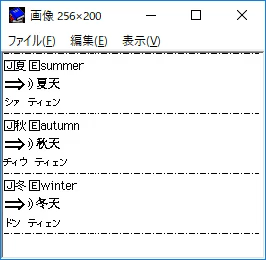 画像 256×200
ファイル(F) 編集(E) 表示(V)
J夏 Esummer
⇒)) 夏天
シァ ティェン
J秋 Eautumn
⇒)) 秋天
チィウ ティェン
J冬 Ewinter
⇒)) 冬天
ドン ティェン